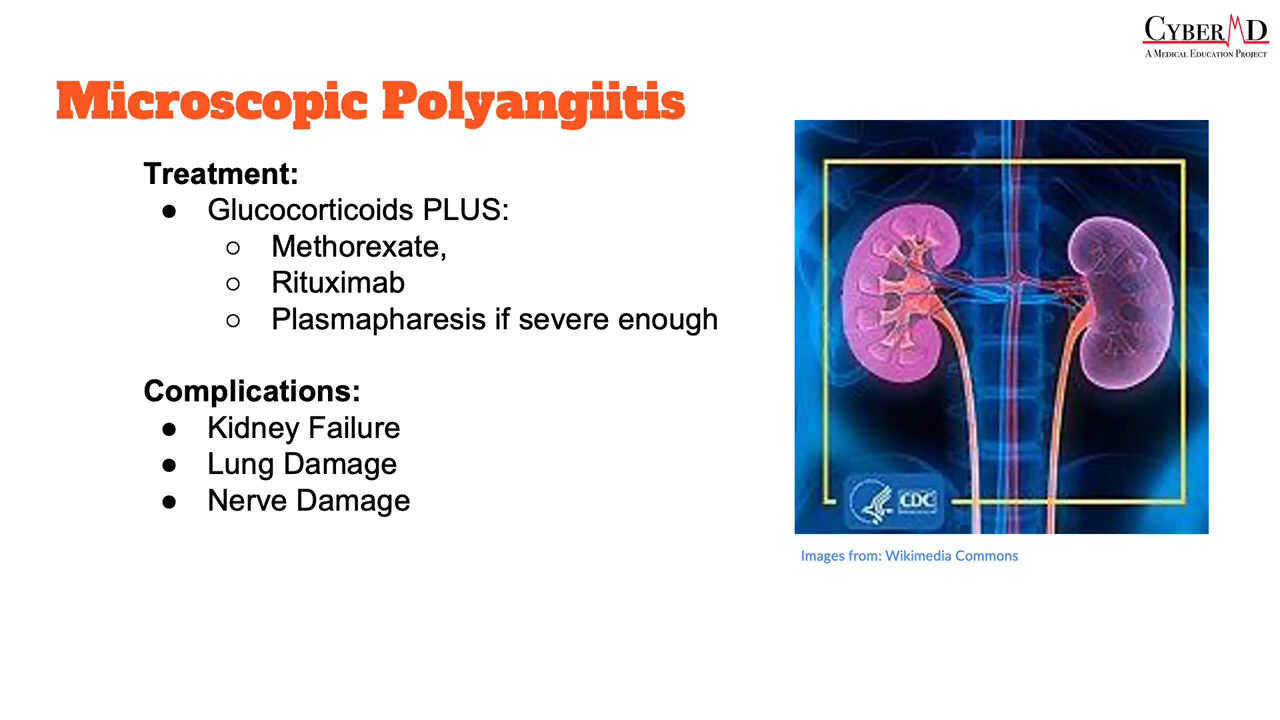 CYBERMD
A MEDICAL EDUCATION PROJECT
Microscopic Polyangiitis
Treatment:
● Glucocorticoids PLUS:
○ Methorexate,
○ Rituximab
○ Plasmapharesis if severe enough
Complications:
● Kidney Failure
● Lung Damage
● Nerve Damage
CDC
Images from: Wikimedia Commons